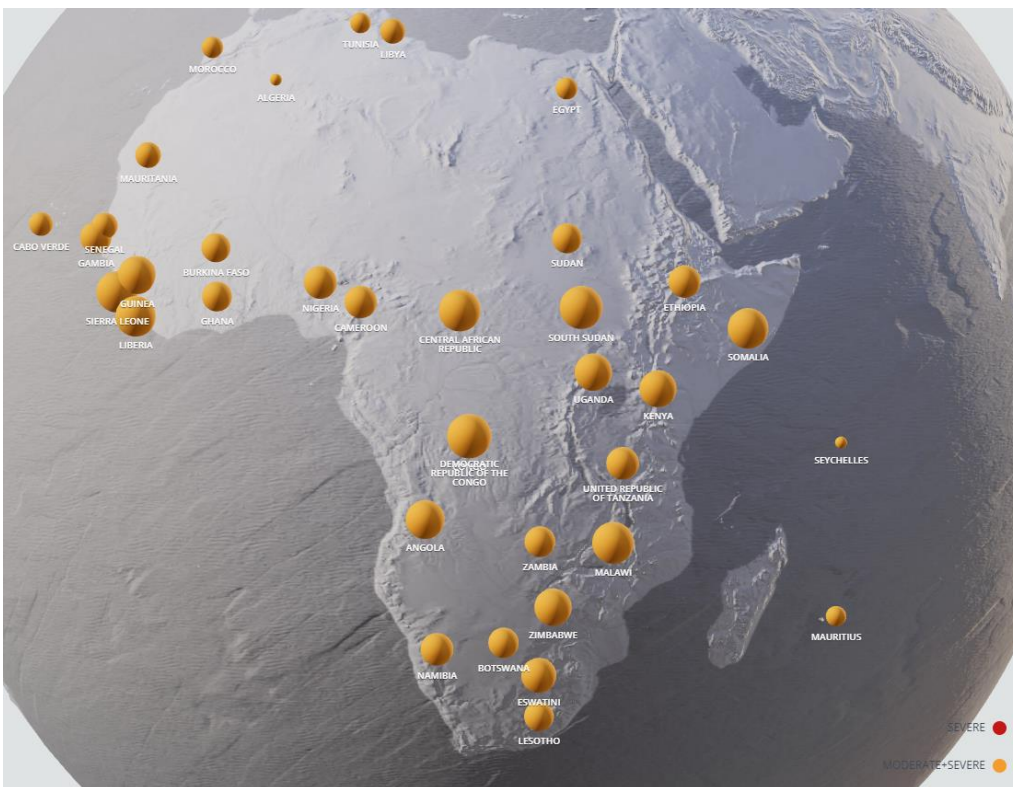 TUNISIA
LIBYA
MOROCCO
ALGERIA
EGYPT
MAURITANIA
CABO VERDE
SENEGAL
GAMBIA
BURKINA FASO
SUDAN
GUINEA
NIGERIA
ETHIOPIA
SIERRA LEONE
GHANA
CAMEROON
LIBERIA
CENTRAL AFRICAN
REPUBLIC
SOUTH SUDAN
SOMALIA
UGANDA
KENYA
SEYCHELLES
DEMOCRATIC
REPUBLIC OF THE
CONGO
UNITED REPUBLIC
OF TANZANIA
ANGOLA
ZAMBIA
MALAWI
ZIMBABWE
MAURITIUS
NAMIBIA
BOTSWANA
ESWATINI
LESOTHO
SEVERE
MODERATE+SEVERE